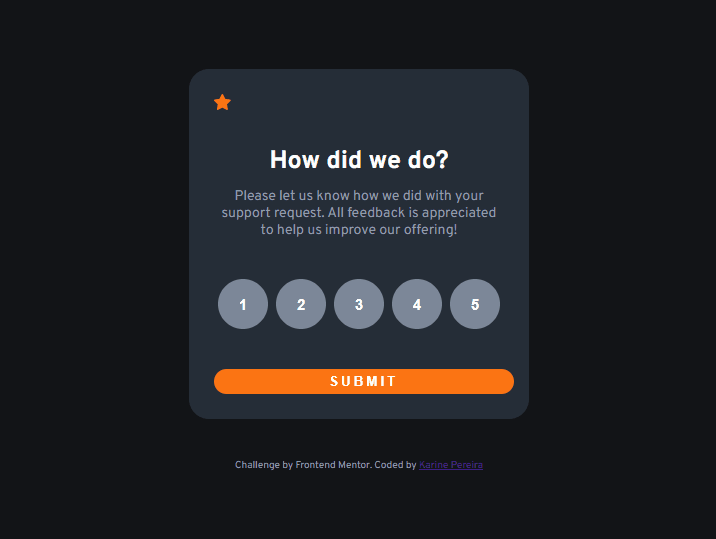 How did we do?
Please let us know how we did with your
support request. All feedback is appreciated
to help us improve our offering!
1 2 3 4 5
SUBMIT
Challenge by Frontend Mentor. Coded by Karine Pereira